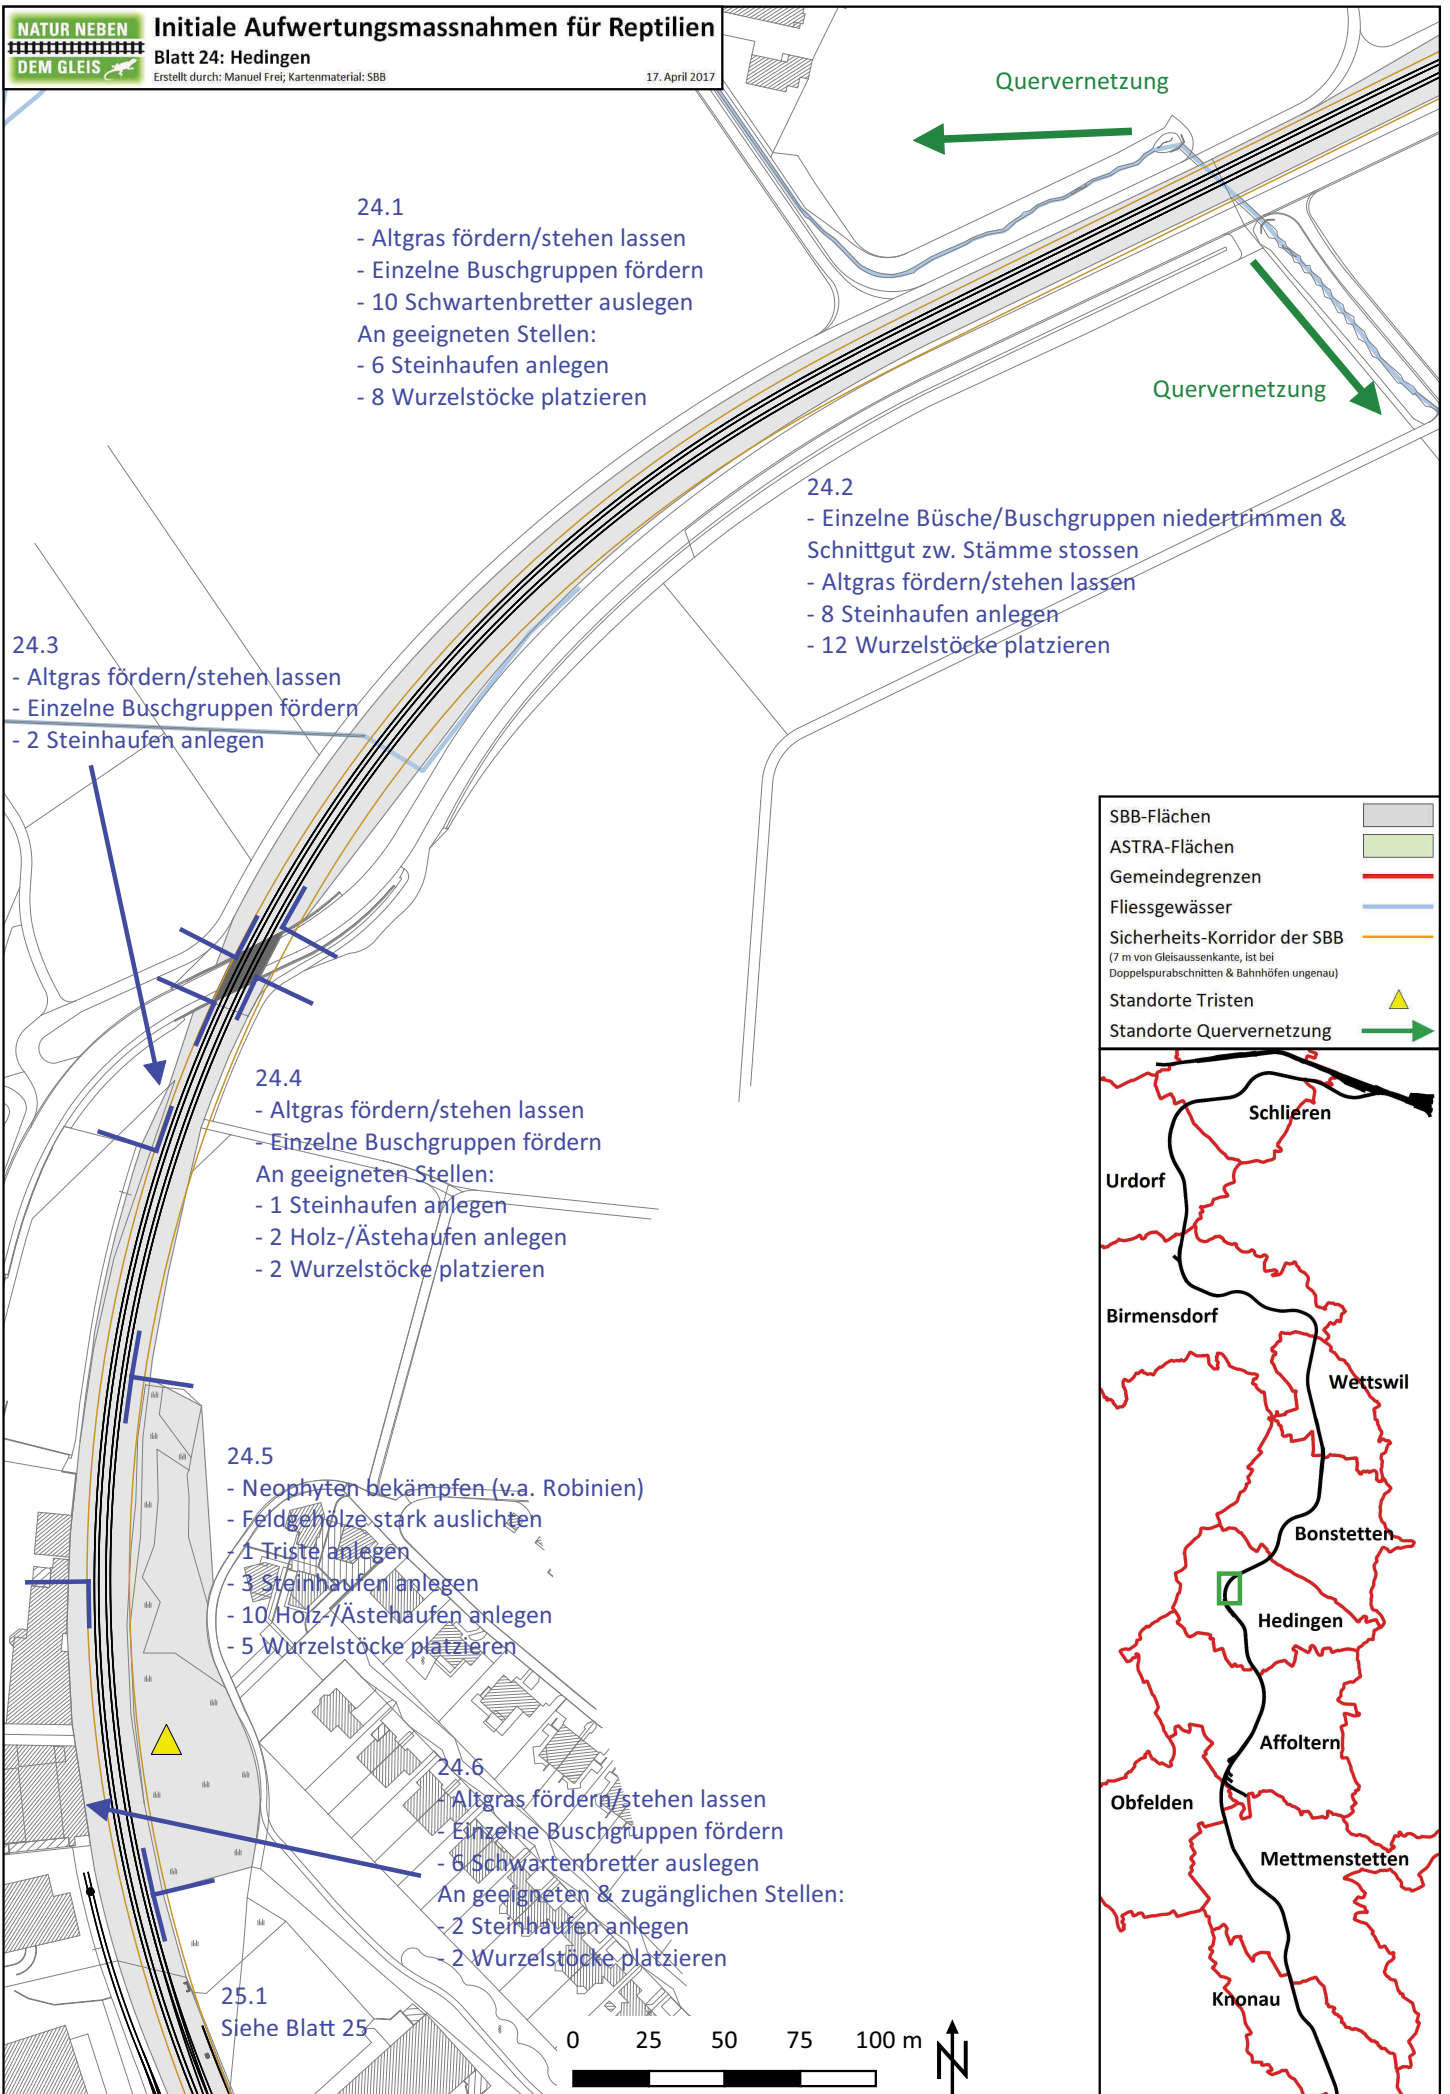 NATUR NEBEN
DEM GLEIS
Initiale Aufwertungsmassnahmen für Reptilien
Blatt 24: Hedingen
Erstellt durch: Manuel Frei; Kartenmaterial: SBB
17. April 2017
Quervernetzung
24.1
- Altgras fördern/stehen lassen
- Einzelne Buschgruppen fördern
- 10 Schwartenbretter auslegen
An geeigneten Stellen:
- 6 Steinhaufen anlegen
- 8 Wurzelstöcke platzieren
Quervernetzung
24.2
- Einzelne Büsche/Buschgruppen niedertrimmen &
Schnittgut zw. Stämme stossen
- Altgras fördern/stehen lassen
- 8 Steinhaufen anlegen
- 12 Wurzelstöcke platzieren
24.3
- Altgras fördern/stehen lassen
- Einzelne Buschgruppen fördern
- 2 Steinhaufen anlegen
SBB-Flächen
ASTRA-Flächen
Gemeindegrenzen
Fliessgewässer
Sicherheits-Korridor der SBB
(7 m von Gleisaussenkante, ist bei
Doppelspurabschnitten & Bahnhöfen ungenau)
Standorte Tristen
Standorte Quervernetzung
24.4
- Altgras fördern/stehen lassen
- Einzelne Buschgruppen fördern
An geeigneten Stellen:
- 1 Steinhaufen anlegen
- 2 Holz-/Ästehaufen anlegen
- 2 Wurzelstöcke platzieren
24.5
- Neophyten bekämpfen (v.a. Robinien)
- Feldgehölze stark auslichten
- 1 Triste anlegen
- 3 Steinhaufen anlegen
- 10 Holz-/Ästehaufen anlegen
- 5 Wurzelstöcke platzieren
24.6
- Altgras fördern/stehen lassen
- Einzelne Buschgruppen fördern
- 6 Schwartenbretter auslegen
An geeigneten & zugänglichen Stellen:
- 2 Steinhaufen anlegen
- 2 Wurzelstöcke platzieren
25.1
Siehe Blatt 25
0 25 50 75 100 m
N
Schlieren
Urdorf
Birmensdorf
Wettswil
Bonstetten
Hedingen
Affoltern
Obfelden
Mettmenstetten
Knonau